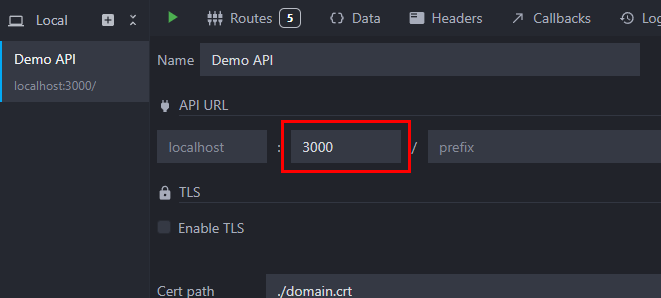 Local Routes 5 Data Headers Callbacks Log
Demo API
localhost:3000/
Name Demo API
API URL
localhost : 3000 / prefix
TLS
Enable TLS
Cert path ./domain.crt